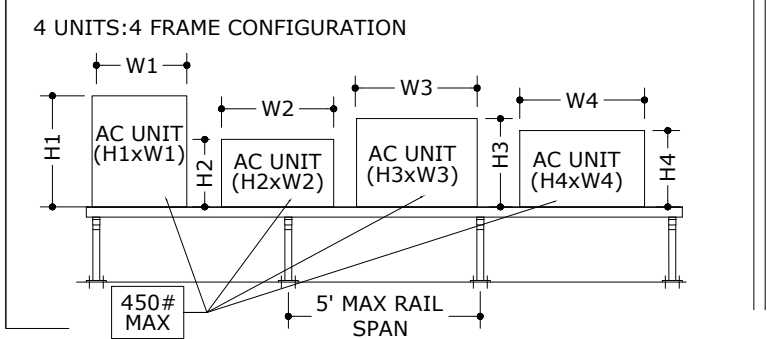 4 UNITS:4 FRAME CONFIGURATION
W1
W2
W3
W4
H1
AC UNIT
(H1xW1)
H2
AC UNIT
(H2xW2)
AC UNIT
(H3xW3)
H3
AC UNIT
(H4xW4)
H4
450#
MAX
5' MAX RAIL
SPAN